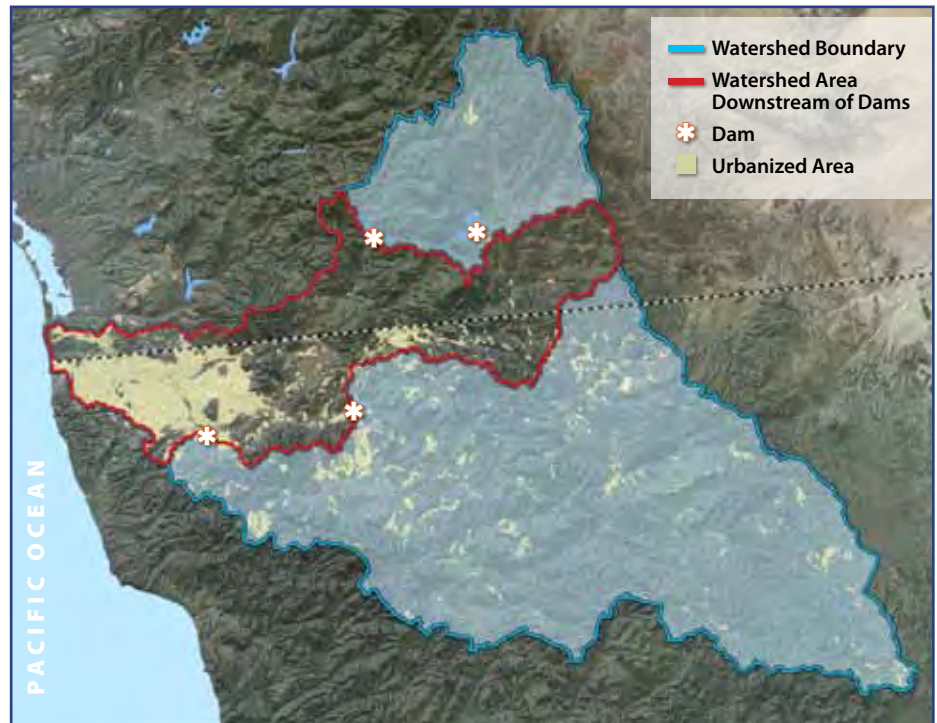 Watershed Boundary
Watershed Area
Downstream of Dams
Dam
Urbanized Area
PACIFIC OCEAN